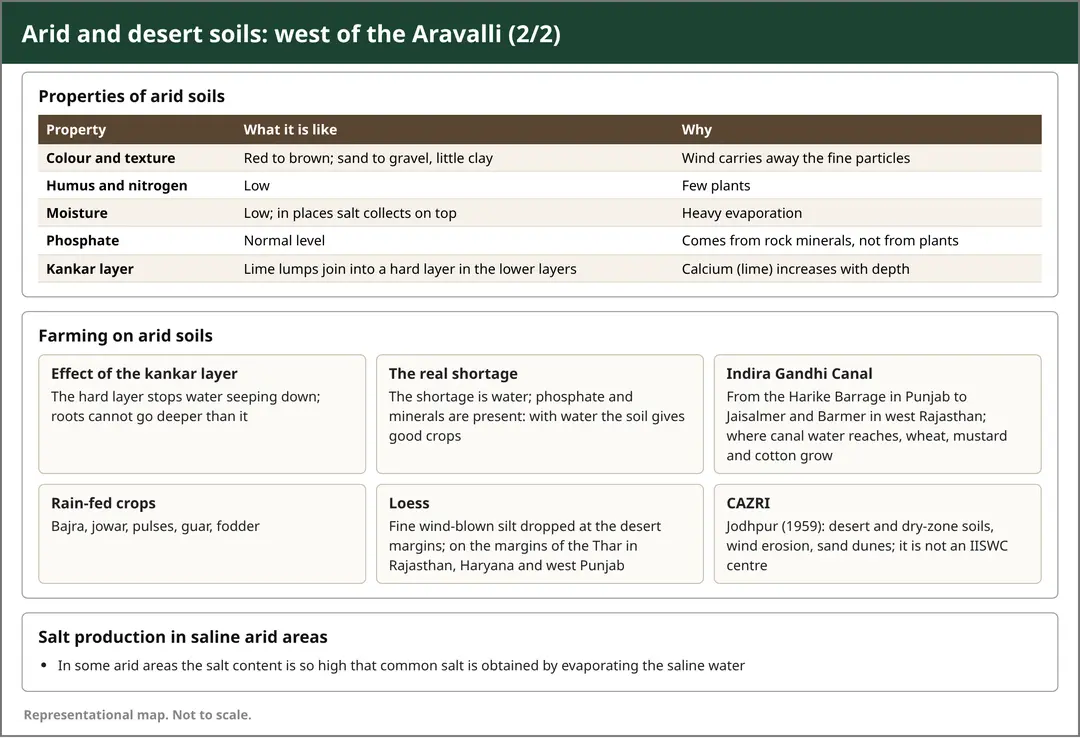 Arid and desert soils: west of the Aravalli (2/2)
Properties of arid soils
Property What it is like Why
Colour and texture Red to brown; sand to gravel, little clay Wind carries away the fine particles
Humus and nitrogen Low Few plants
Moisture Low; in places salt collects on top Heavy evaporation
Phosphate Normal level Comes from rock minerals, not from plants
Kankar layer Lime lumps join into a hard layer in the lower layers Calcium (lime) increases with depth
Farming on arid soils
Effect of the kankar layer
The hard layer stops water seeping down;
roots cannot go deeper than it
The real shortage
The shortage is water; phosphate and
minerals are present: with water the soil gives
good crops
Indira Gandhi Canal
From the Harike Barrage in Punjab to
Jaisalmer and Barmer in west Rajasthan;
where canal water reaches, wheat, mustard
and cotton grow
Rain-fed crops
Bajra, jowar, pulses, guar, fodder
Loess
Fine wind-blown silt dropped at the desert
margins; on the margins of the Thar in
Rajasthan, Haryana and west Punjab
CAZRI
Jodhpur (1959): desert and dry-zone soils,
wind erosion, sand dunes; it is not an IISWC
centre
Salt production in saline arid areas
• In some arid areas the salt content is so high that common salt is obtained by evaporating the saline water
Representational map. Not to scale.